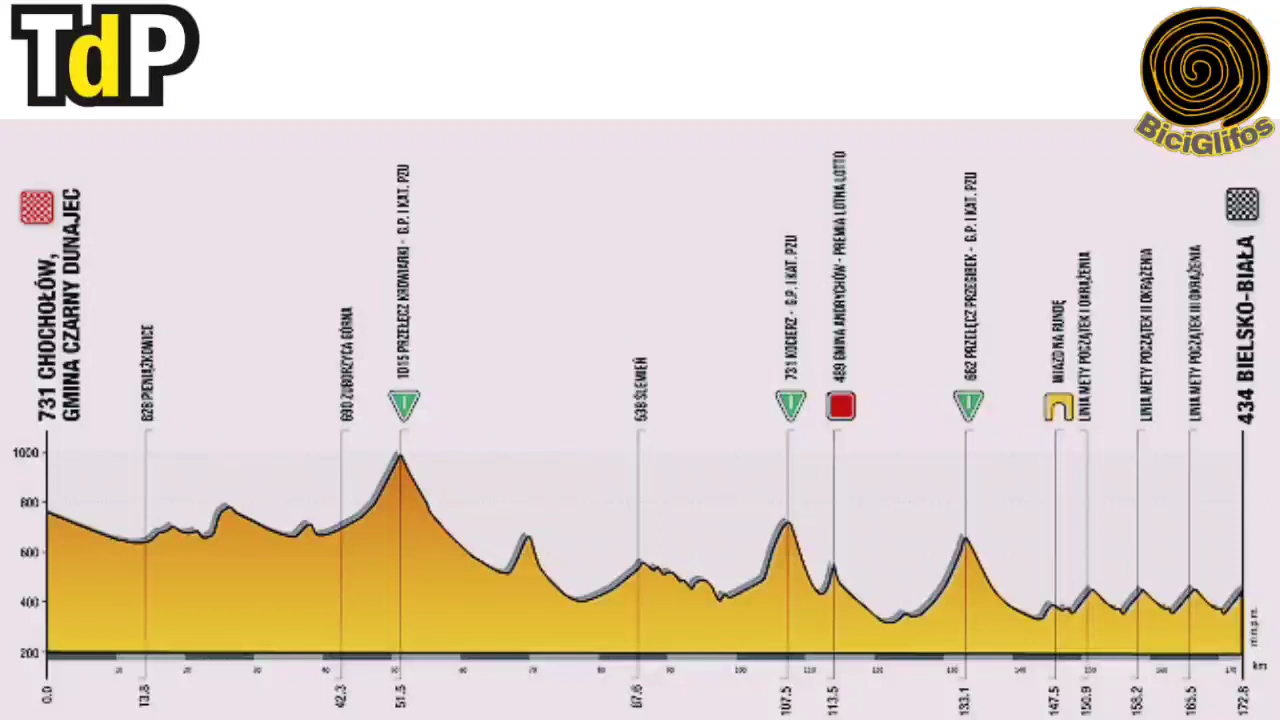 TdP
BiciGlifos
731 CHOCHOŁÓW,
GMINA CZARNY DUNAJEC
628 PIENIĄŻKOWICE
690 ZUBORZYCA GÓRNA
1015 PRZEŁĘCZ KROWIARKI - G.P. I KAT. PZU
538 ŚLEMIEŃ
731 KOCIERZ - G.P. I KAT. PZU
489 GMINA ANDRYCHÓW - PREMIA LOTNA LOTTO
662 PRZEŁĘCZ PRZEGIBEK - G.P. I KAT. PZU
WJAZD NA RUNDĘ
LINIA METY POCZĄTEK I OKRĄŻENIA
LINIA METY POCZĄTEK II OKRĄŻENIA
LINIA METY POCZĄTEK III OKRĄŻENIA
434 BIELSKO-BIAŁA
1000
800
600
400
200
m n.p.m.
km
0.0
13.8
42.3
51.5
87.6
107.5
113.5
133.1
147.5
150.9
158.2
165.5
172.8